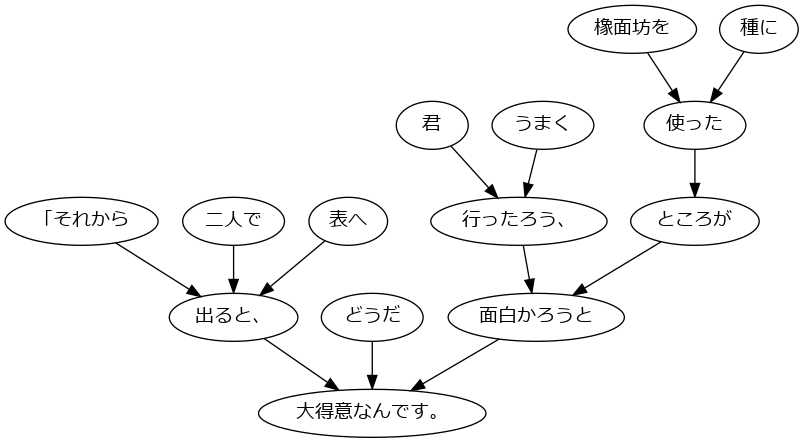 橡面坊を
種に
君
うまく
使った
「それから
二人で
表へ
行ったろう、
ところが
出ると、
どうだ
面白かろうと
大得意なんです。